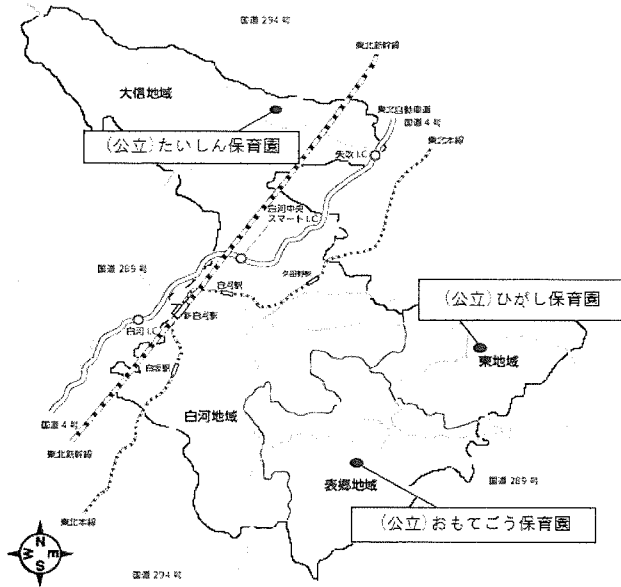 国道 294 号
東北新幹線
大信地域
東北自動車道
国道 4 号
東北本線
(公立)たいしん保育園
矢吹 I.C
白河中央
スマート I.C
国道 289 号
久田野駅
白河駅
(公立)ひがし保育園
新白河駅
白河 I.C
東地域
白坂駅
白河地域
国道 4 号
東北新幹線
表郷地域
国道 289 号
(公立)おもてごう保育園
東北本線
N
W
E
S
国道 294 号